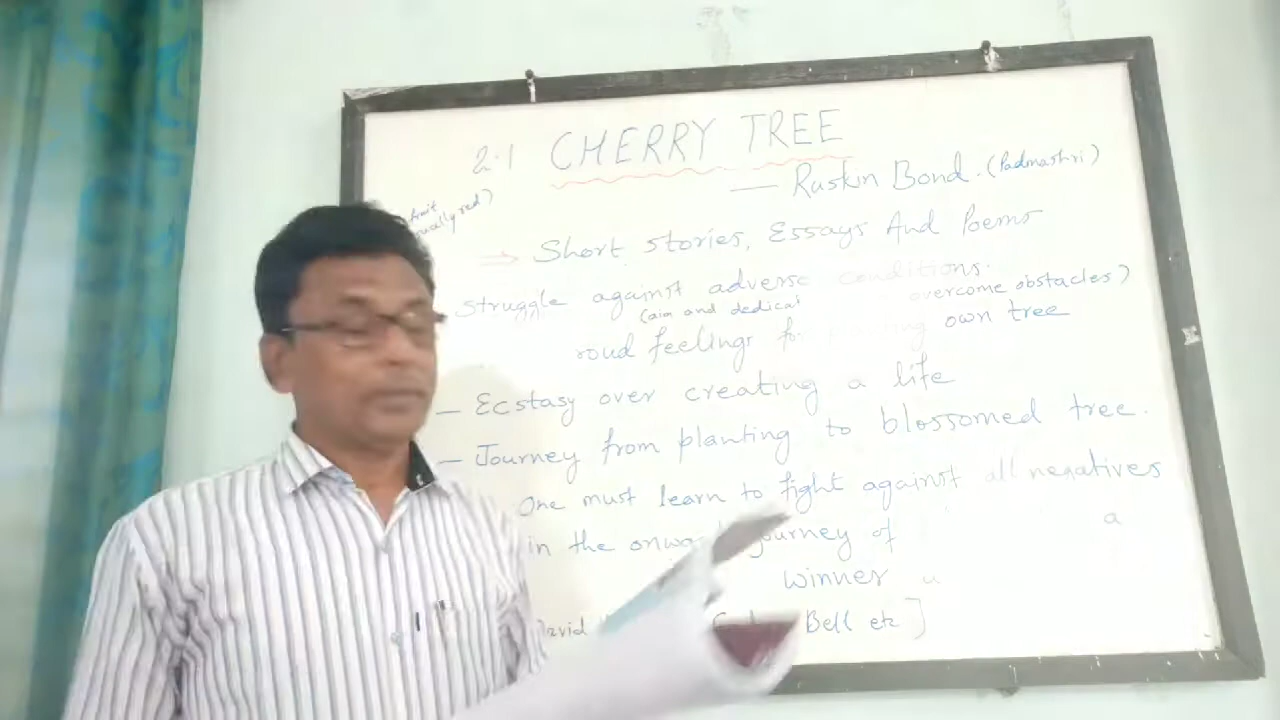 2.1 CHERRY TREE
— Ruskin Bond. (Padmashri)
⇒ Short stories, Essays And Poems
struggle against adverse conditions.
(aim and dedicat overcome obstacles)
roud feelings own tree
— Ecstasy over creating a life
— Journey from planting to blossomed tree.
One must learn to fight against all negatives
in the journey of a
winner
David Bell etc]